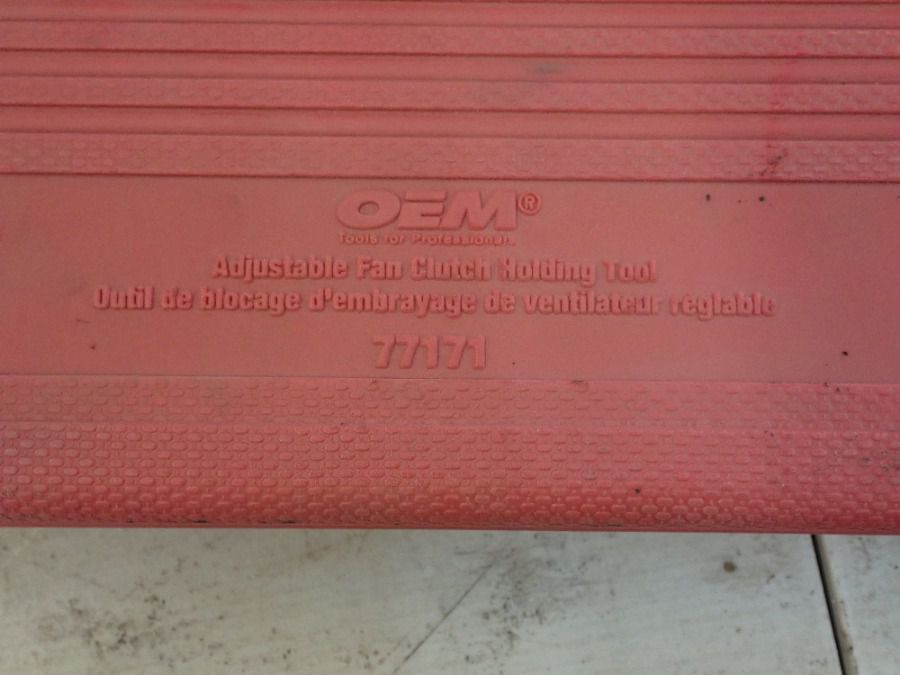 OEM®
Tools for Professionals.
Adjustable Fan Clutch Holding Tool
Outil de blocage d'embrayage de ventilateur réglable
77171